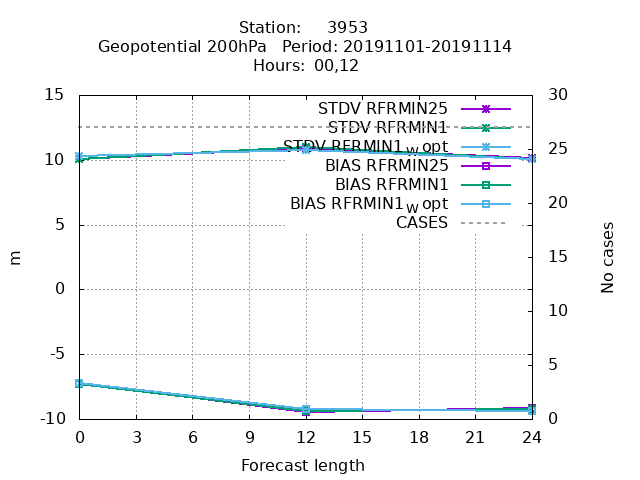 Station: 3953
Geopotential 200hPa Period: 20191101-20191114
Hours: 00,12
15
10
5
0
-5
-10
30
25
20
15
10
5
0
STDV RFRMIN25
STDV RFRMIN1
STDV RFRMIN1w opt
BIAS RFRMIN25
BIAS RFRMIN1
BIAS RFRMIN1w opt
CASES
m
No cases
0 3 6 9 12 15 18 21 24
Forecast length